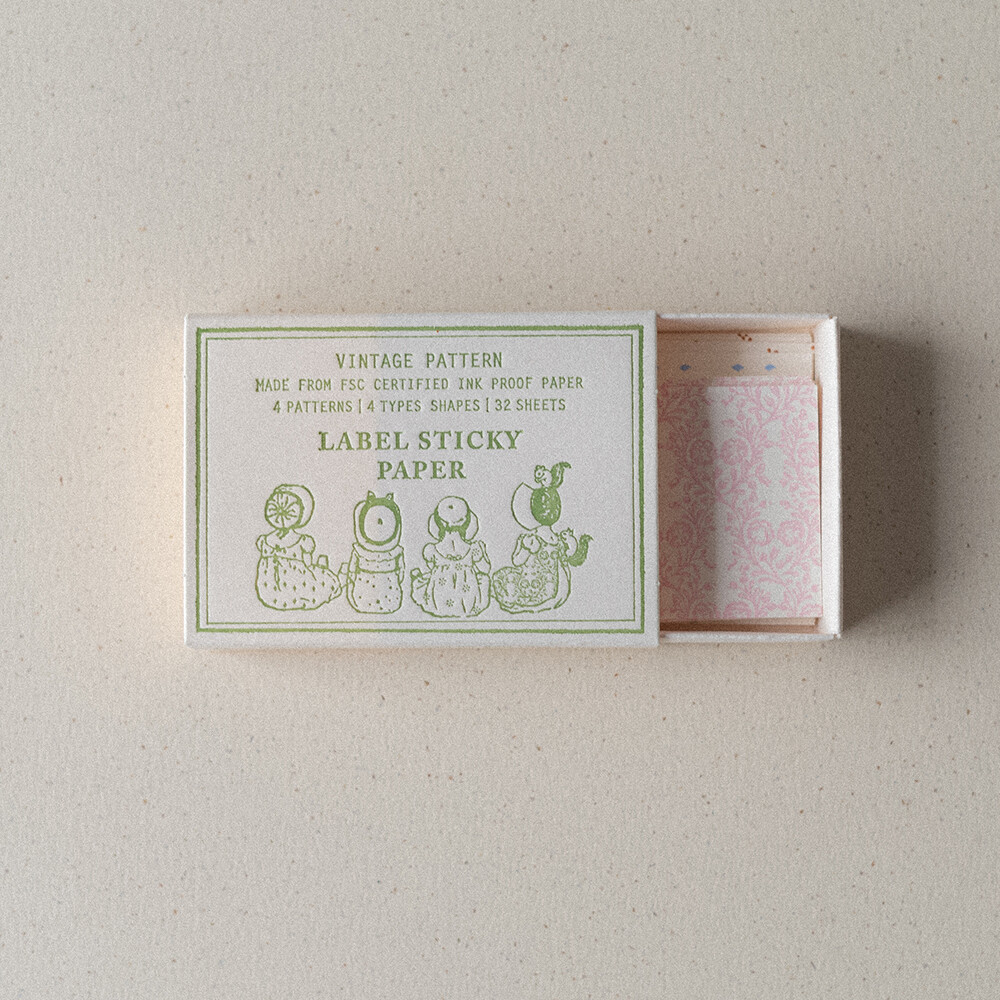 VINTAGE PATTERN
MADE FROM FSC CERTIFIED INK PROOF PAPER
4 PATTERNS | 4 TYPES SHAPES | 32 SHEETS
LABEL STICKY
PAPER